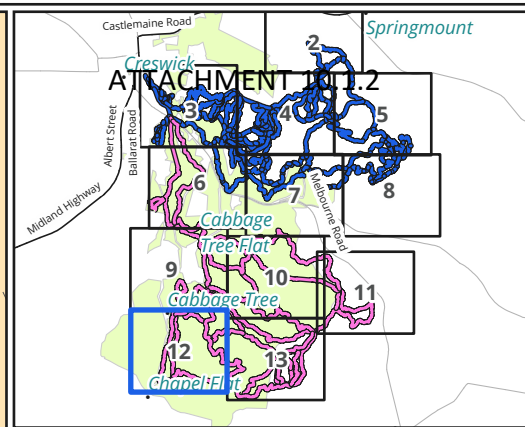 Castlemaine Road
Springmount
2
Creswick
ATTACHMENT 10.1.2
3
4
5
Albert Street
Ballarat Road
6
7
8
Melbourne Road
Midland Highway
Cabbage
Tree Flat
9
10
11
Cabbage Tree
12
13
Chapel Flat